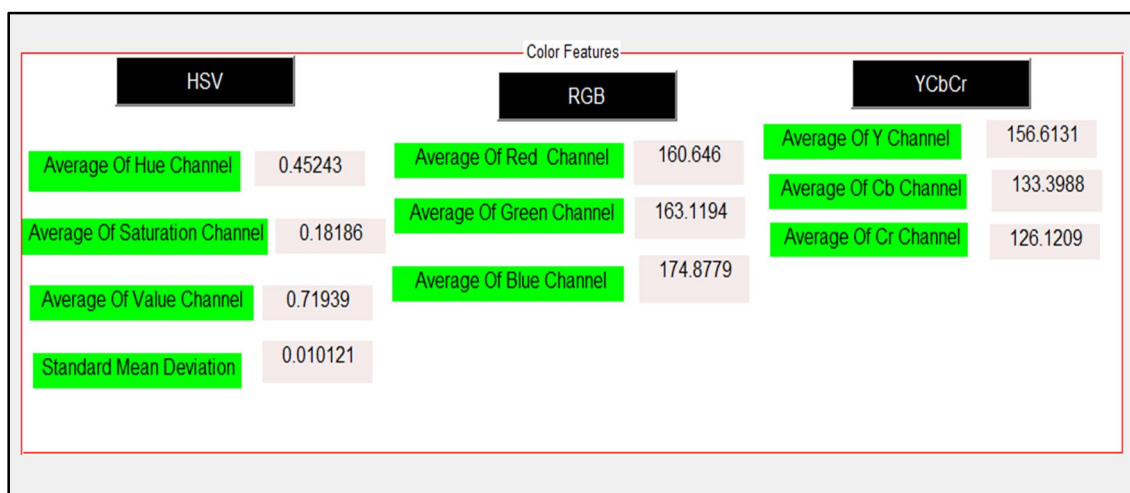 Color Features
HSV
Average Of Hue Channel 0.45243
Average Of Saturation Channel 0.18186
Average Of Value Channel 0.71939
Standard Mean Deviation 0.010121
RGB
Average Of Red Channel 160.646
Average Of Green Channel 163.1194
Average Of Blue Channel 174.8779
YCbCr
Average Of Y Channel 156.6131
Average Of Cb Channel 133.3988
Average Of Cr Channel 126.1209